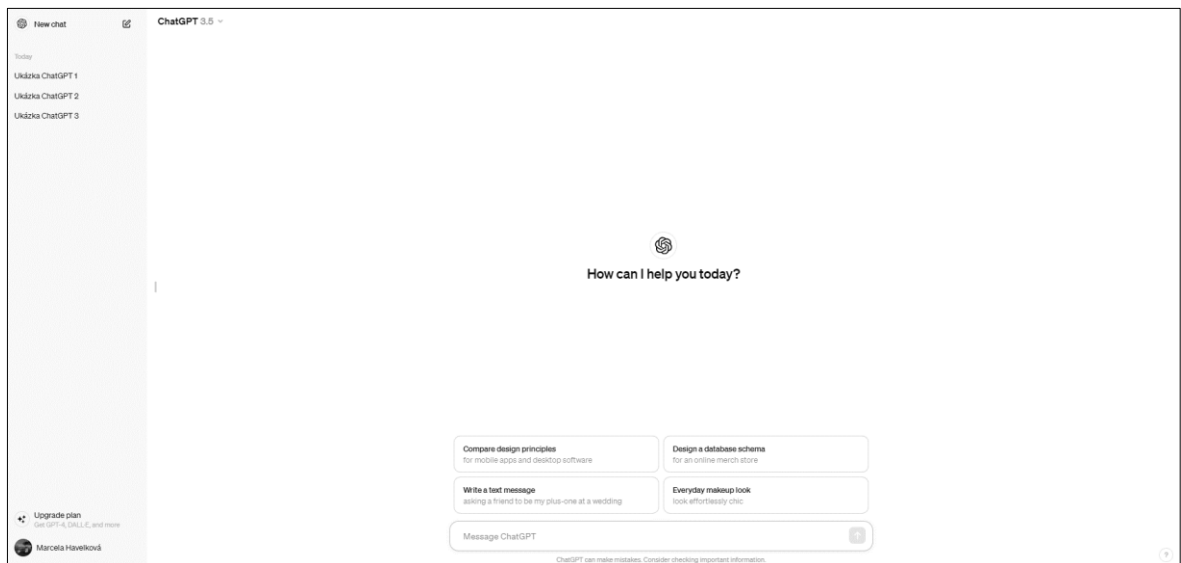 New chat
ChatGPT 3.5
Today
Ukázka ChatGPT 1
Ukázka ChatGPT 2
Ukázka ChatGPT 3
How can I help you today?
Compare design principles
for mobile apps and desktop software
Design a database schema
for an online merch store
Write a text message
asking a friend to be my plus-one at a wedding
Everyday makeup look
look effortlessly chic
Upgrade plan
Get GPT-4, DALL·E, and more
Marcela Havelková
Message ChatGPT
ChatGPT can make mistakes. Consider checking important information.
?